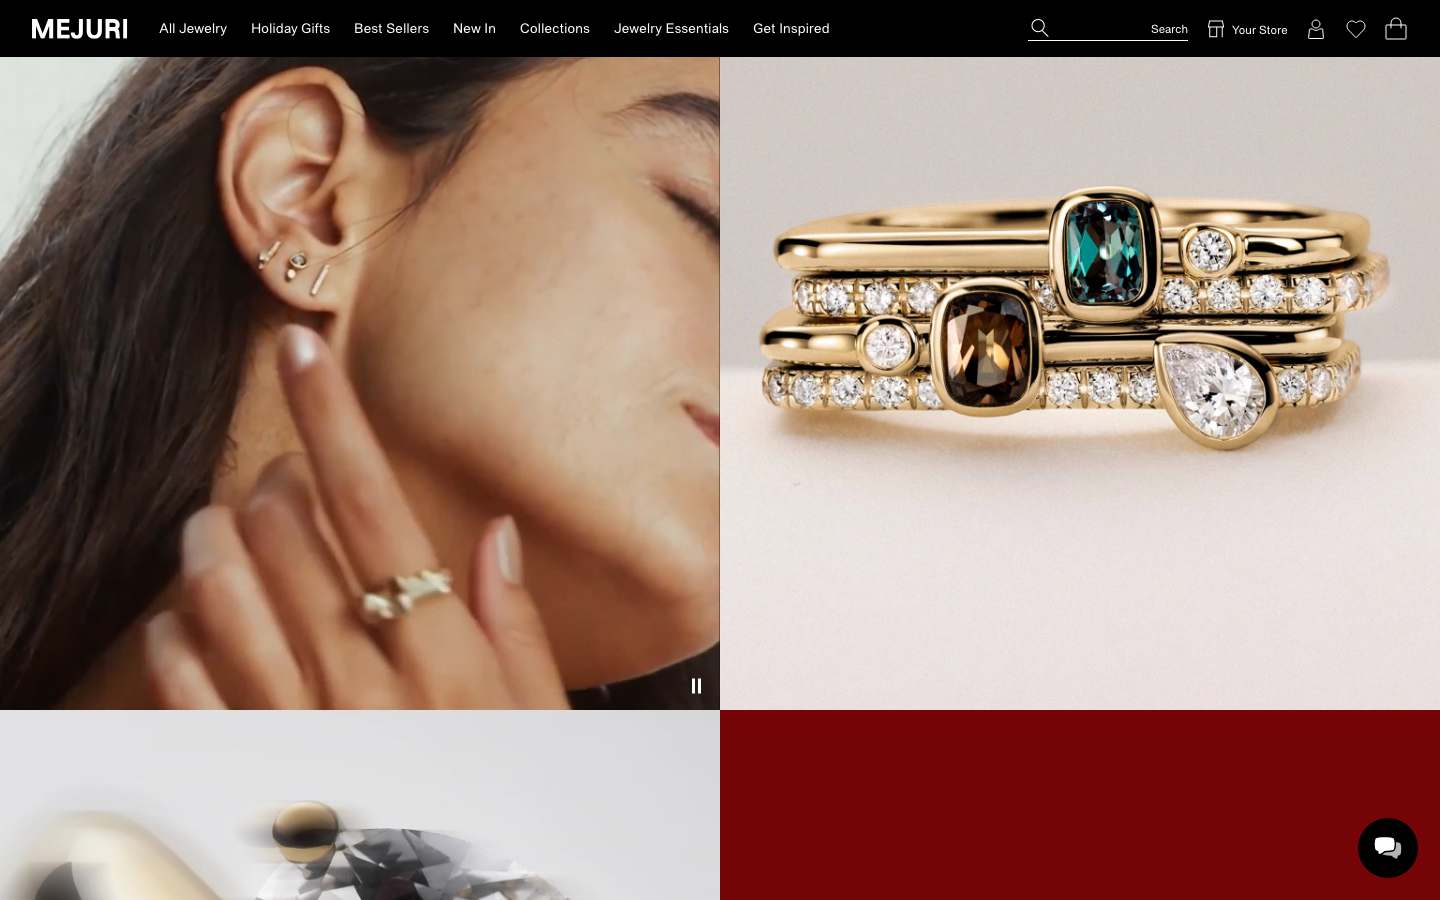 MEJURI
All Jewelry
Holiday Gifts
Best Sellers
New In
Collections
Jewelry Essentials
Get Inspired
Search
Your Store